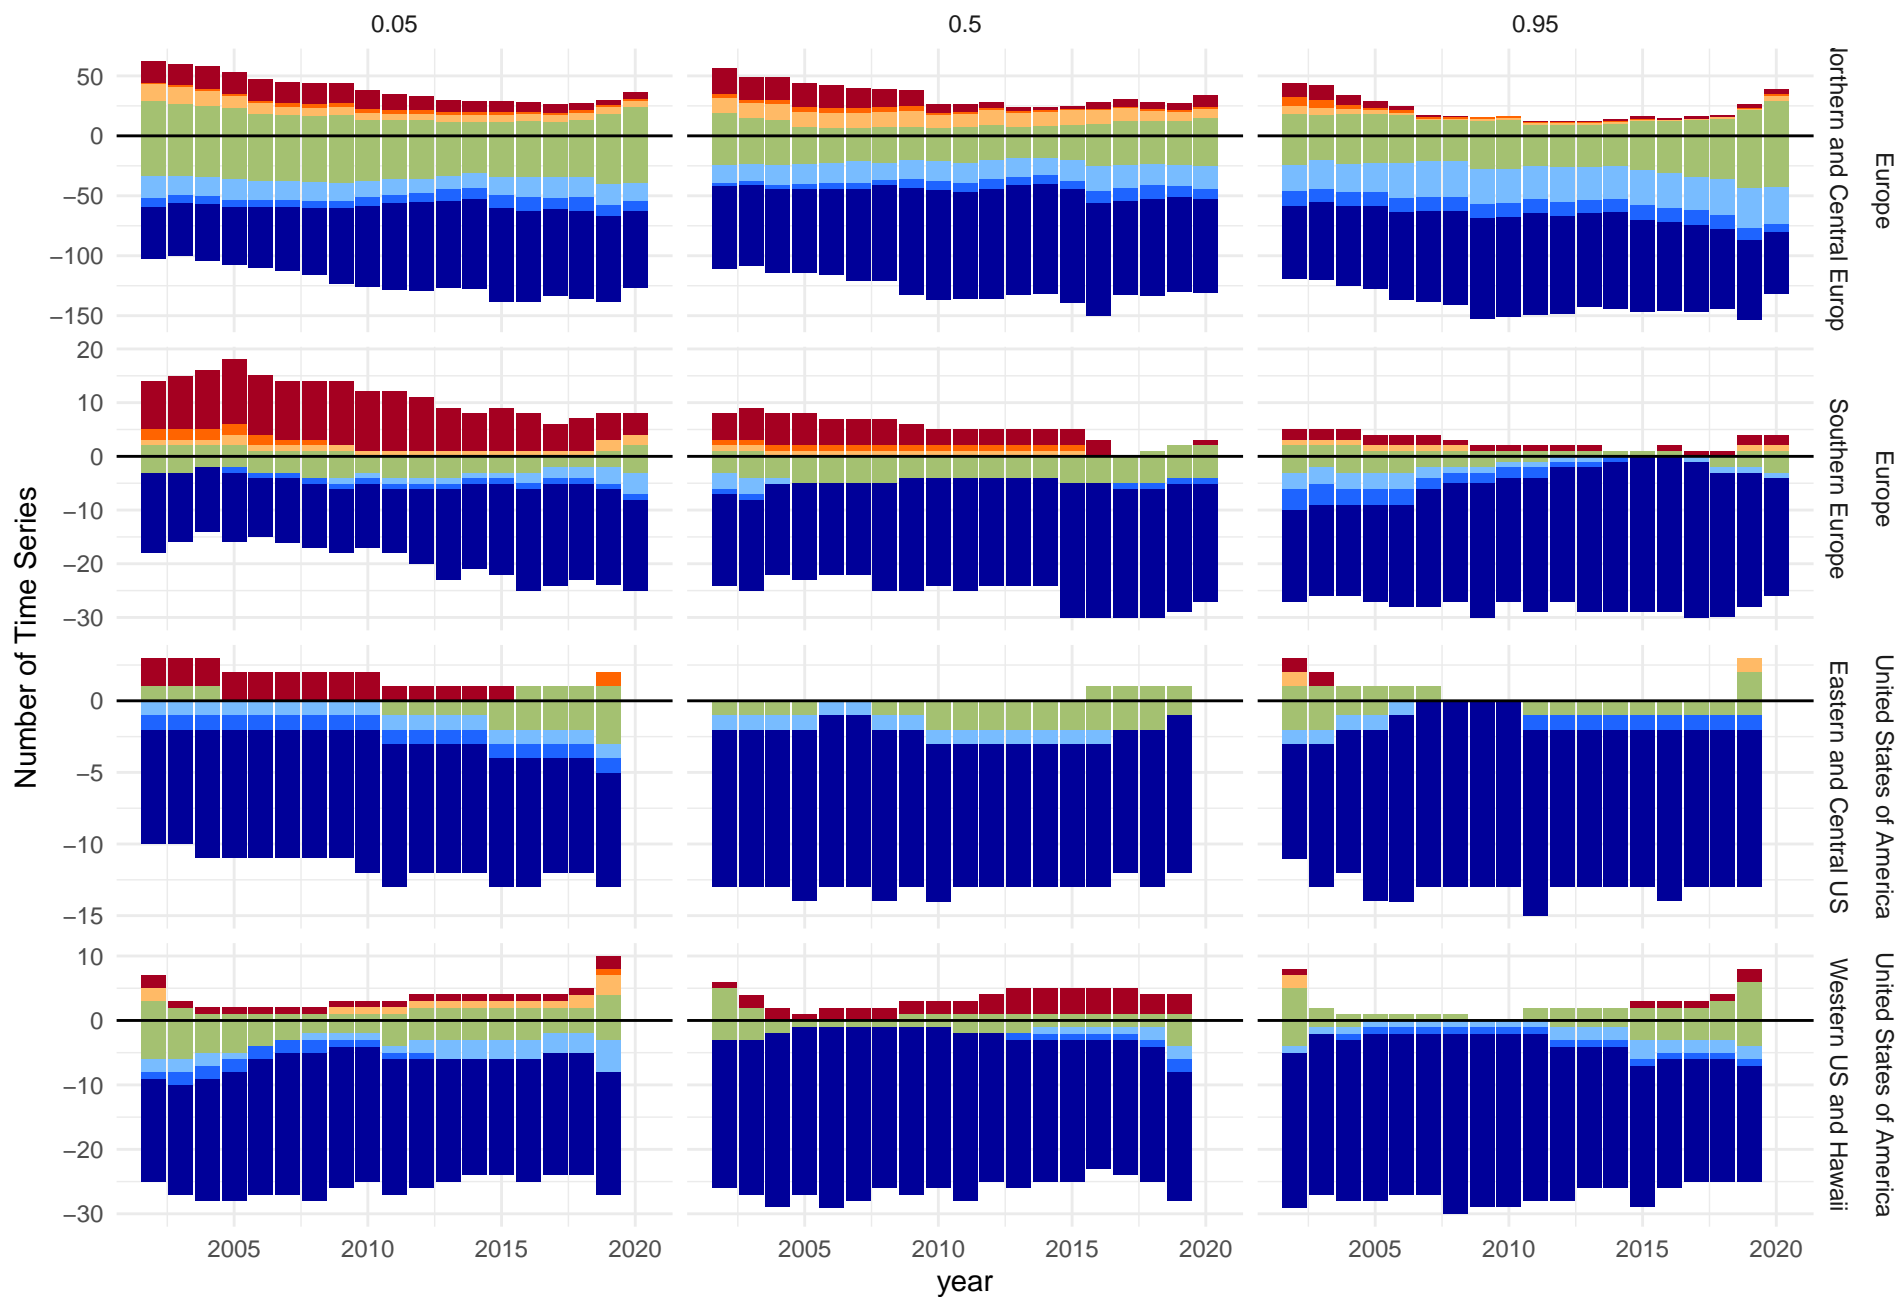 0.05 0.5 0.95
50
0
−50
−100
−150
Northern and Central Europ
Europe
20
10
0
−10
−20
−30
Southern Europe
Europe
Number of Time Series
0
−5
−10
−15
Eastern and Central US
United States of America
10
0
−10
−20
−30
Western US and Hawaii
United States of America
2005 2010 2015 2020 2005 2010 2015 2020 2005 2010 2015 2020
year